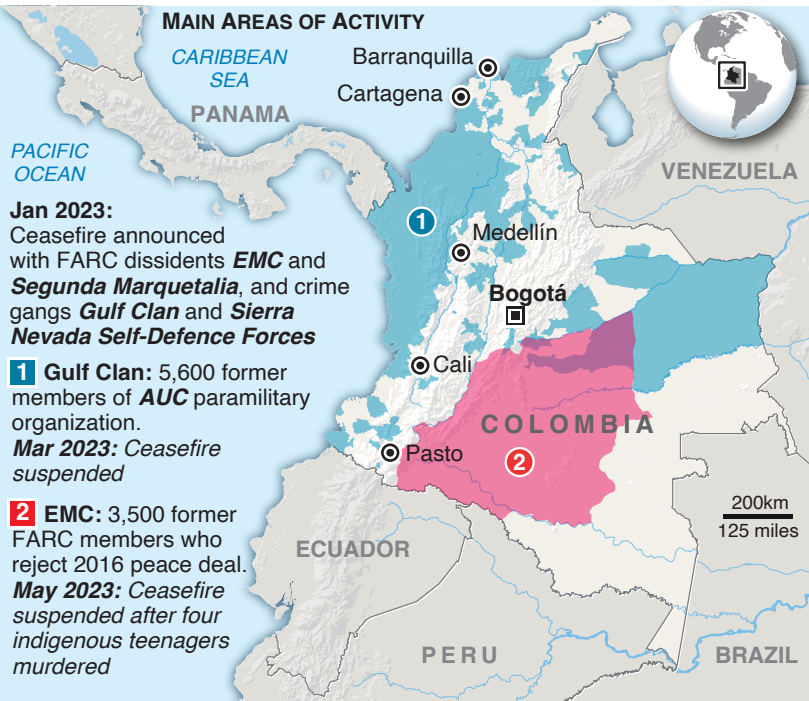 MAIN AREAS OF ACTIVITY
CARIBBEAN
SEA
Barranquilla
Cartagena
PANAMA
PACIFIC
OCEAN
VENEZUELA
Jan 2023:
Ceasefire announced
with FARC dissidents EMC and
Segunda Marquetalia, and crime
gangs Gulf Clan and Sierra
Nevada Self-Defence Forces
1
Medellín
Bogotá
1 Gulf Clan: 5,600 former
members of AUC paramilitary
organization.
Mar 2023: Ceasefire
suspended
Cali
COLOMBIA
Pasto
2
2 EMC: 3,500 former
FARC members who
reject 2016 peace deal.
May 2023: Ceasefire
suspended after four
indigenous teenagers
murdered
200km
125 miles
ECUADOR
PERU
BRAZIL